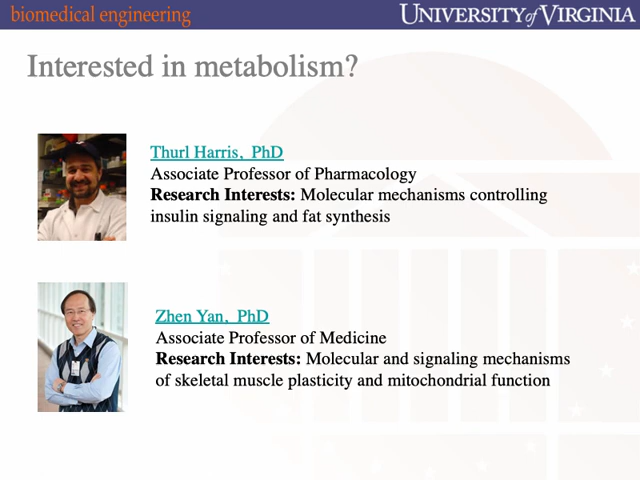 biomedical engineering
UNIVERSITY of VIRGINIA
Interested in metabolism?
Thurl Harris, PhD
Associate Professor of Pharmacology
Research Interests: Molecular mechanisms controlling
insulin signaling and fat synthesis
Zhen Yan, PhD
Associate Professor of Medicine
Research Interests: Molecular and signaling mechanisms
of skeletal muscle plasticity and mitochondrial function